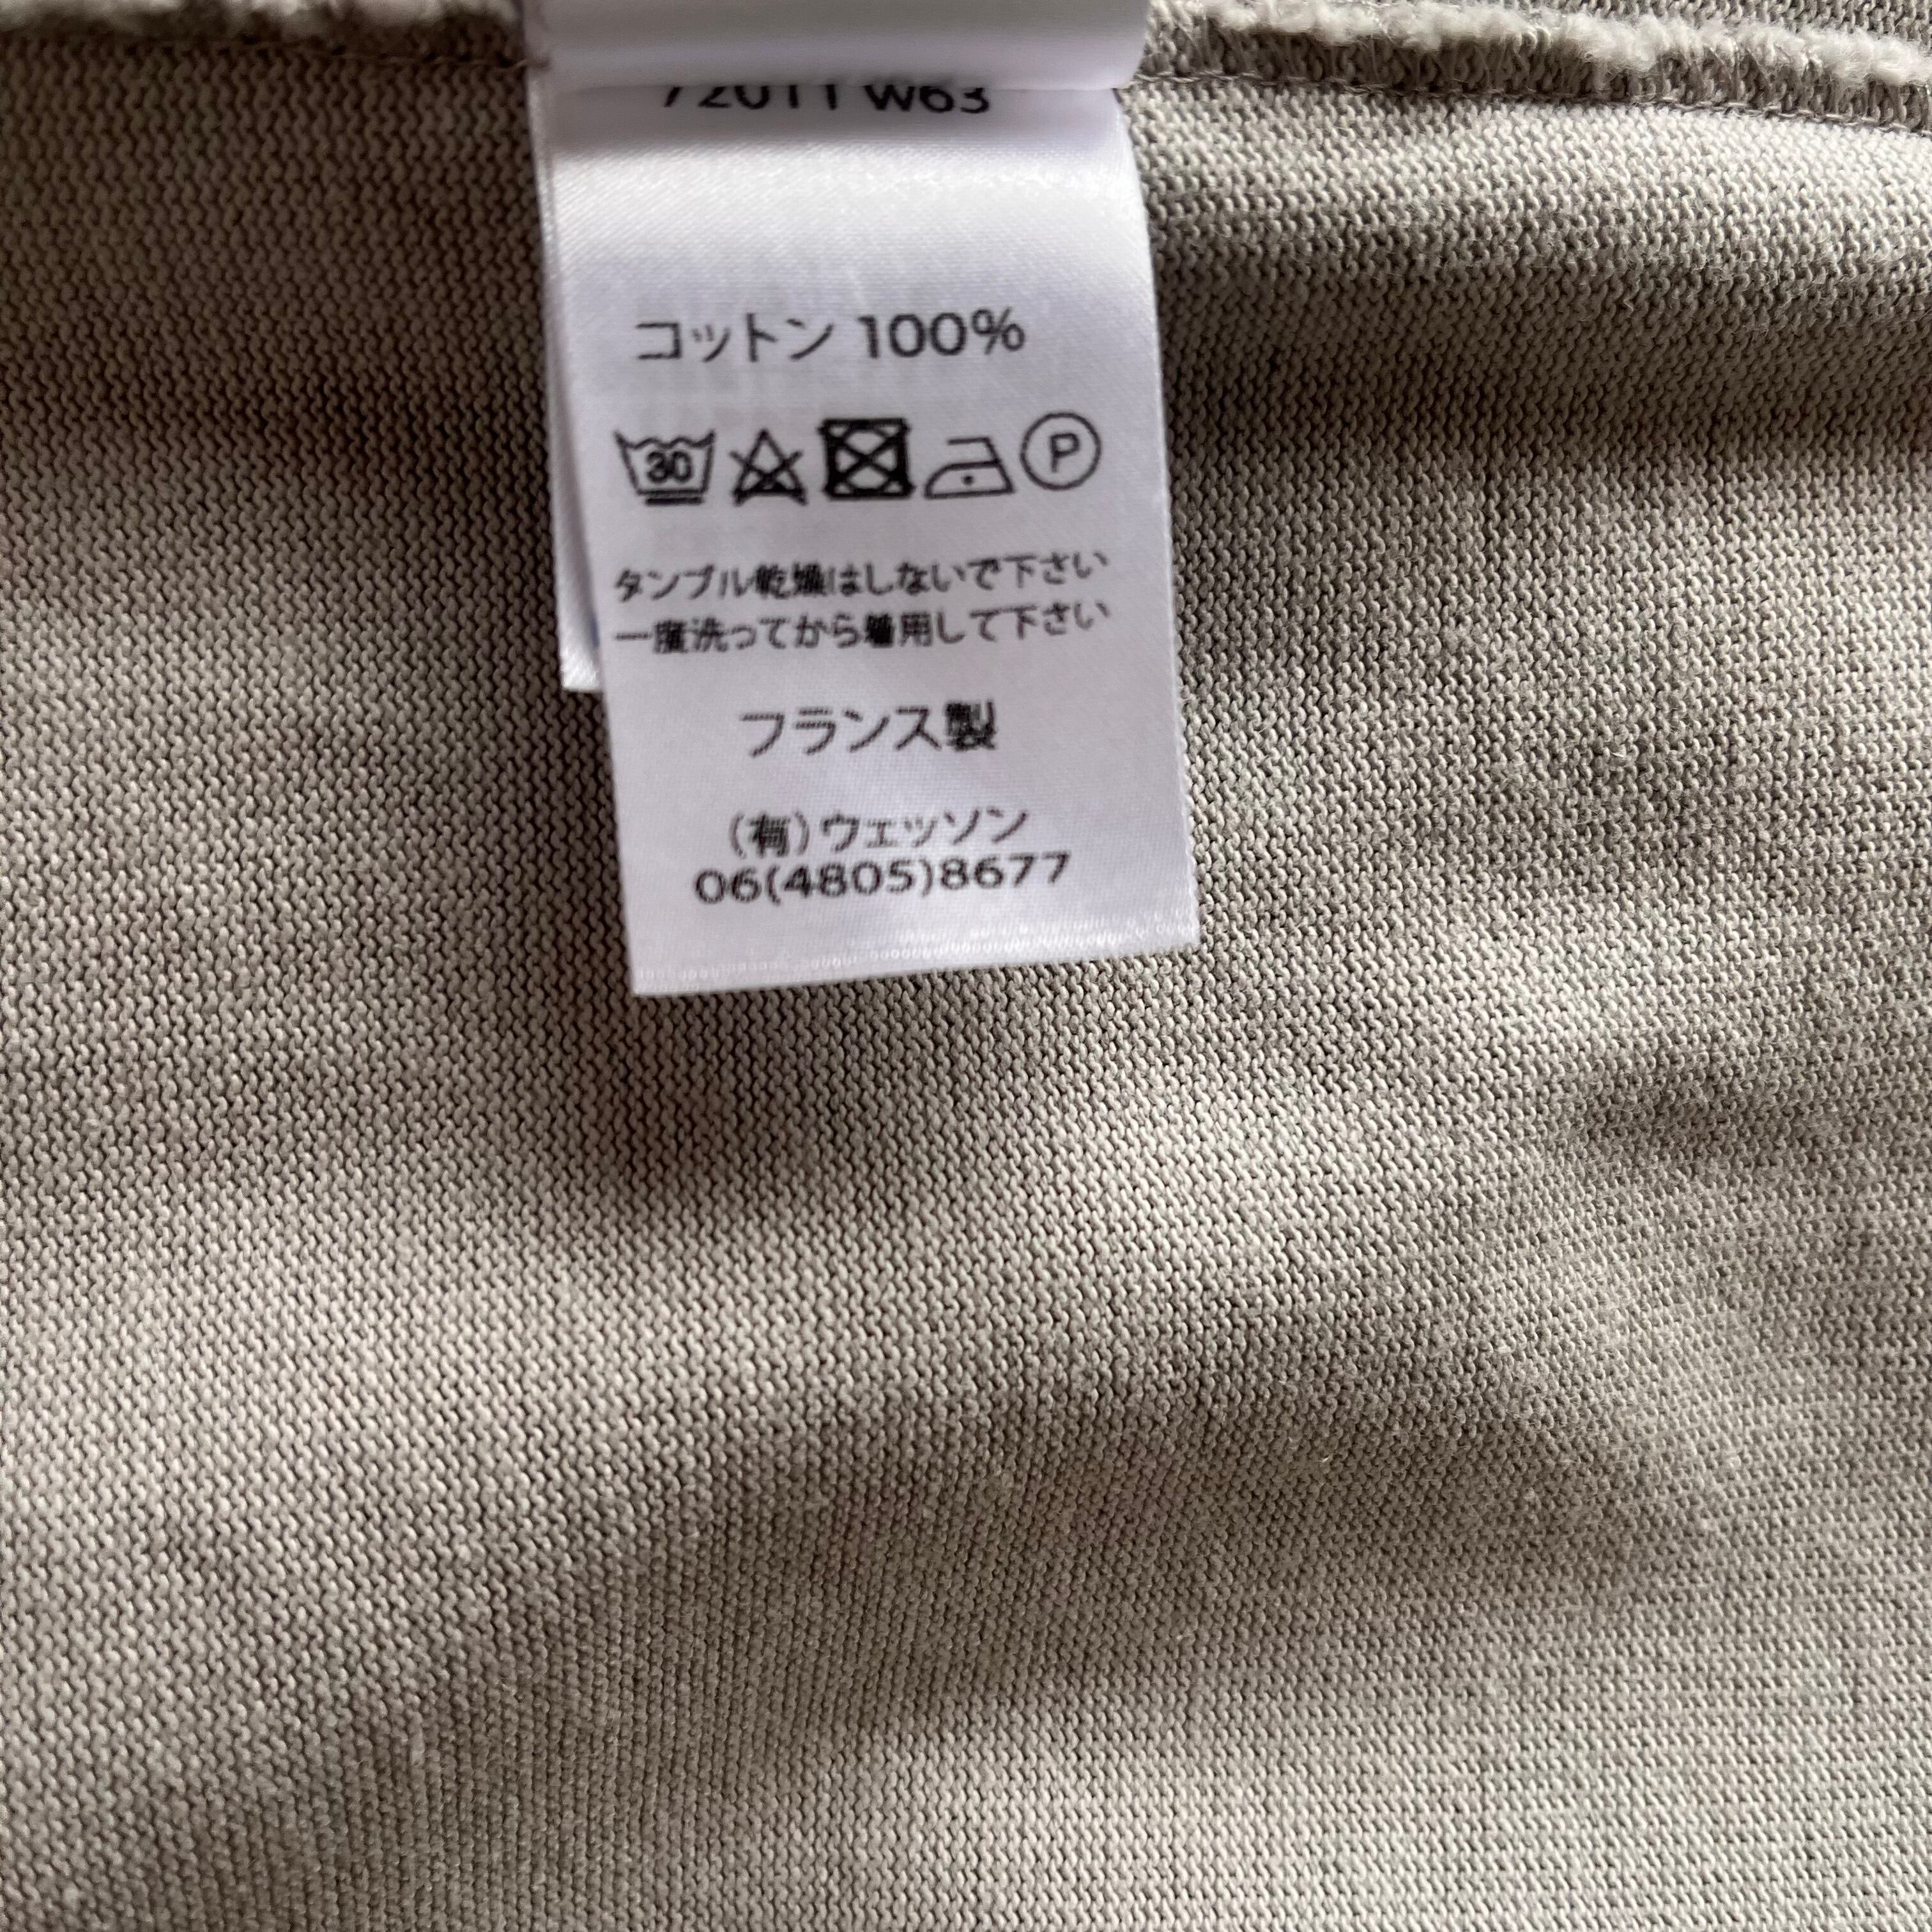 72011 W63
コットン 100%
30 P
タンブル乾燥はしないで下さい
一度洗ってから着用して下さい
フランス製
(有)ウェッソン
06(4805)8677